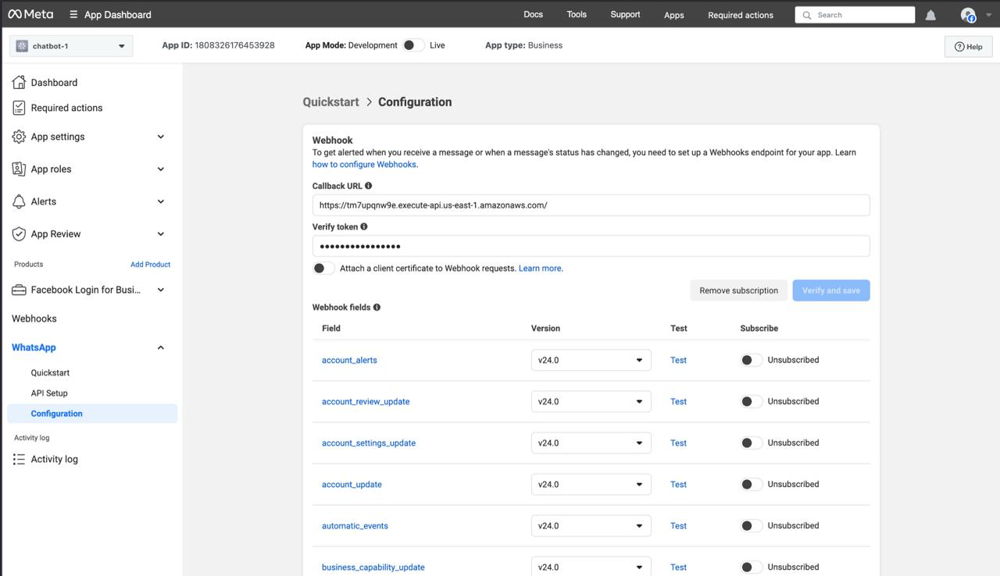 Meta
App Dashboard
Docs
Tools
Support
Apps
Required actions
Search
chatbot-1
App ID: 1808326176453928
App Mode: Development
Live
App type: Business
Help
Dashboard
Required actions
App settings
App roles
Alerts
App Review
Products
Add Product
Facebook Login for Busi...
Webhooks
WhatsApp
Quickstart
API Setup
Configuration
Activity log
Activity log
Quickstart > Configuration
Webhook
To get alerted when you receive a message or when a message's status has changed, you need to set up a Webhooks endpoint for your app. Learn
how to configure Webhooks.
Callback URL
https://tm7upqnw9e.execute-api.us-east-1.amazonaws.com/
Verify token
••••••••••••••••
Attach a client certificate to Webhook requests. Learn more.
Remove subscription
Verify and save
Webhook fields
Field Version Test Subscribe
account_alerts v24.0 Test Unsubscribed
account_review_update v24.0 Test Unsubscribed
account_settings_update v24.0 Test Unsubscribed
account_update v24.0 Test Unsubscribed
automatic_events v24.0 Test Unsubscribed
business_capability_update v24.0 Test Unsubscribed